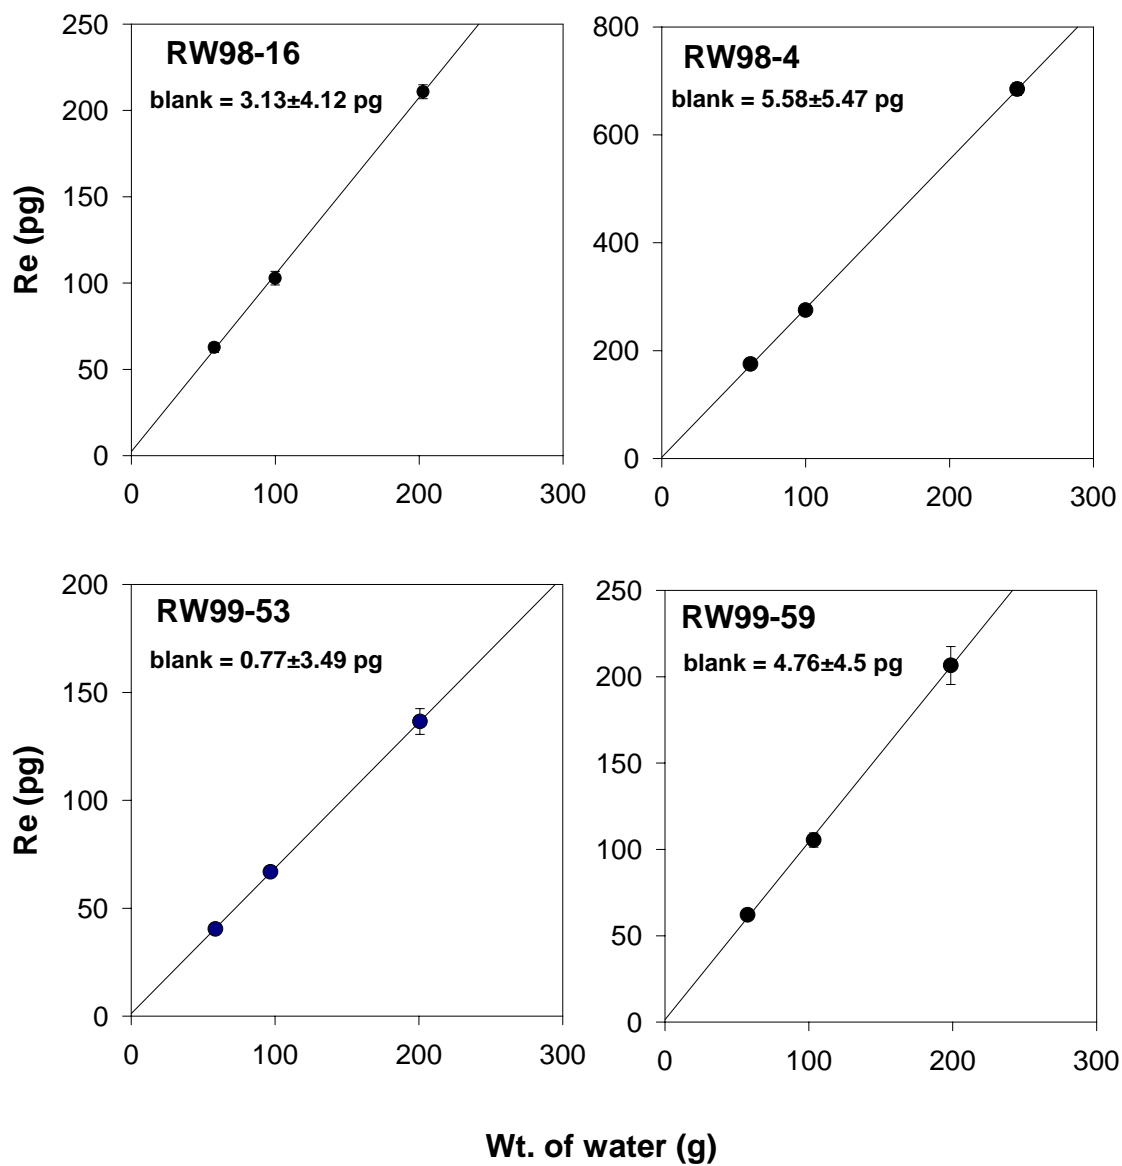 RW98-16
blank = 3.13±4.12 pg
Re (pg)
250
200
150
100
50
0
0 100 200 300
RW98-4
blank = 5.58±5.47 pg
800
600
400
200
0
0 100 200 300
RW99-53
blank = 0.77±3.49 pg
Re (pg)
200
150
100
50
0
0 100 200 300
RW99-59
blank = 4.76±4.5 pg
250
200
150
100
50
0
0 100 200 300
Wt. of water (g)